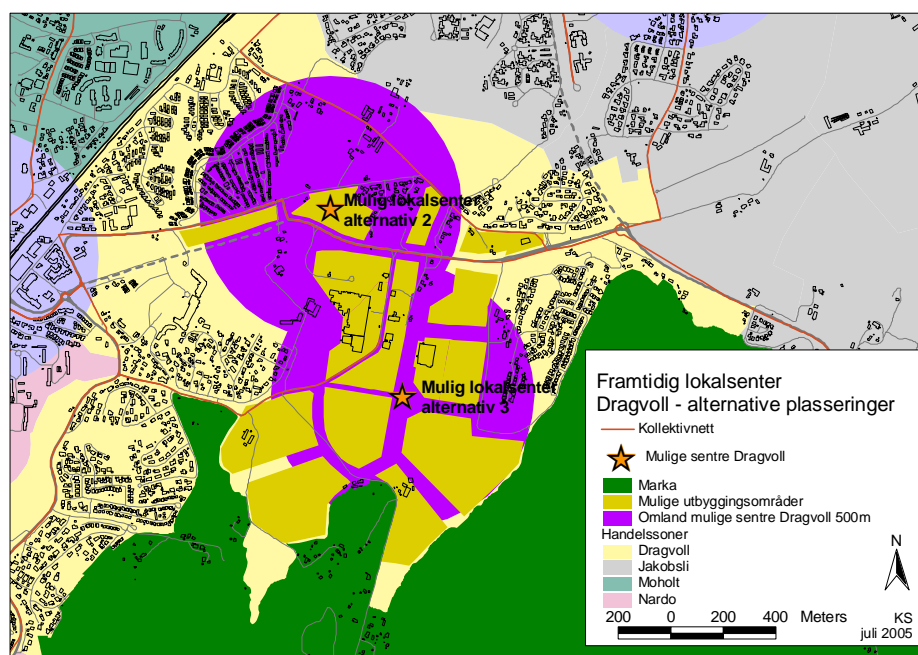 Mulig lokalsenter
alternativ 2
Mulig lokalsenter
alternativ 3
Framtidig lokalsenter
Dragvoll - alternative plasseringer
Kollektivnett
Mulige sentre Dragvoll
Marka
Mulige utbyggingsområder
Omland mulige sentre Dragvoll 500m
Handelssoner
Dragvoll
Jakobsli
Moholt
Nardo
N
200 0 200 400 Meters
KS
juli 2005